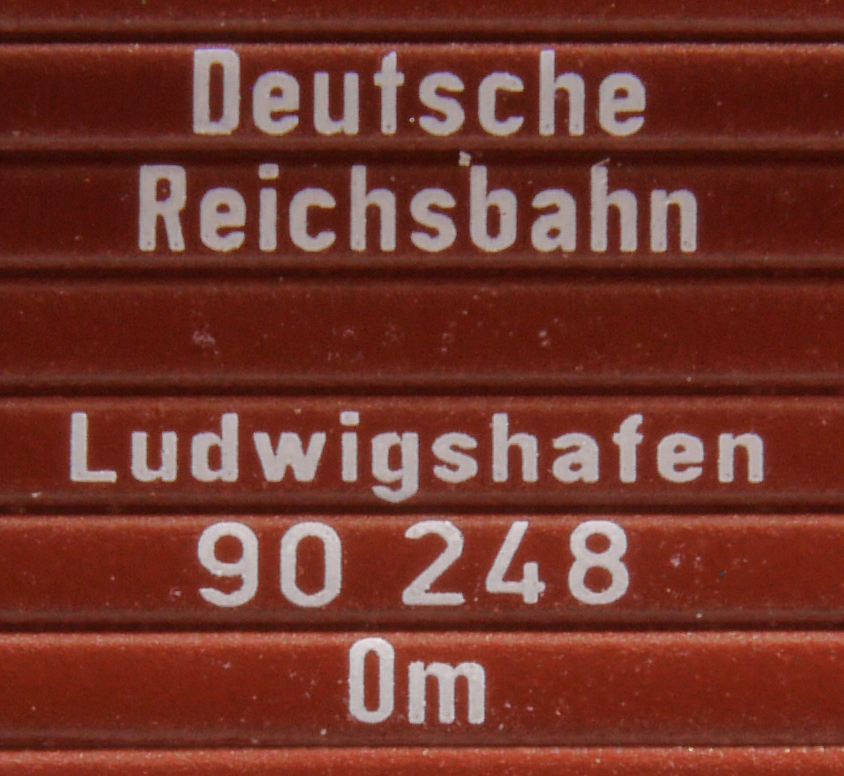 Deutsche
Reichsbahn
Ludwigshafen
90 248
Om